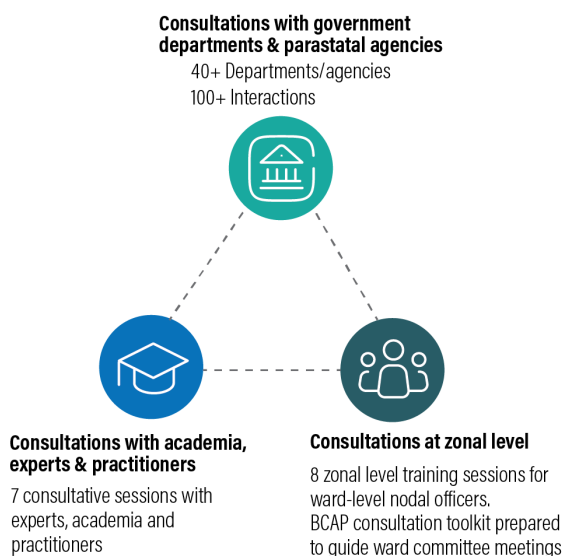 Consultations with government
departments & parastatal agencies
40+ Departments/agencies
100+ Interactions
Consultations with academia,
experts & practitioners
7 consultative sessions with
experts, academia and
practitioners
Consultations at zonal level
8 zonal level training sessions for
ward-level nodal officers.
BCAP consultation toolkit prepared
to guide ward committee meetings